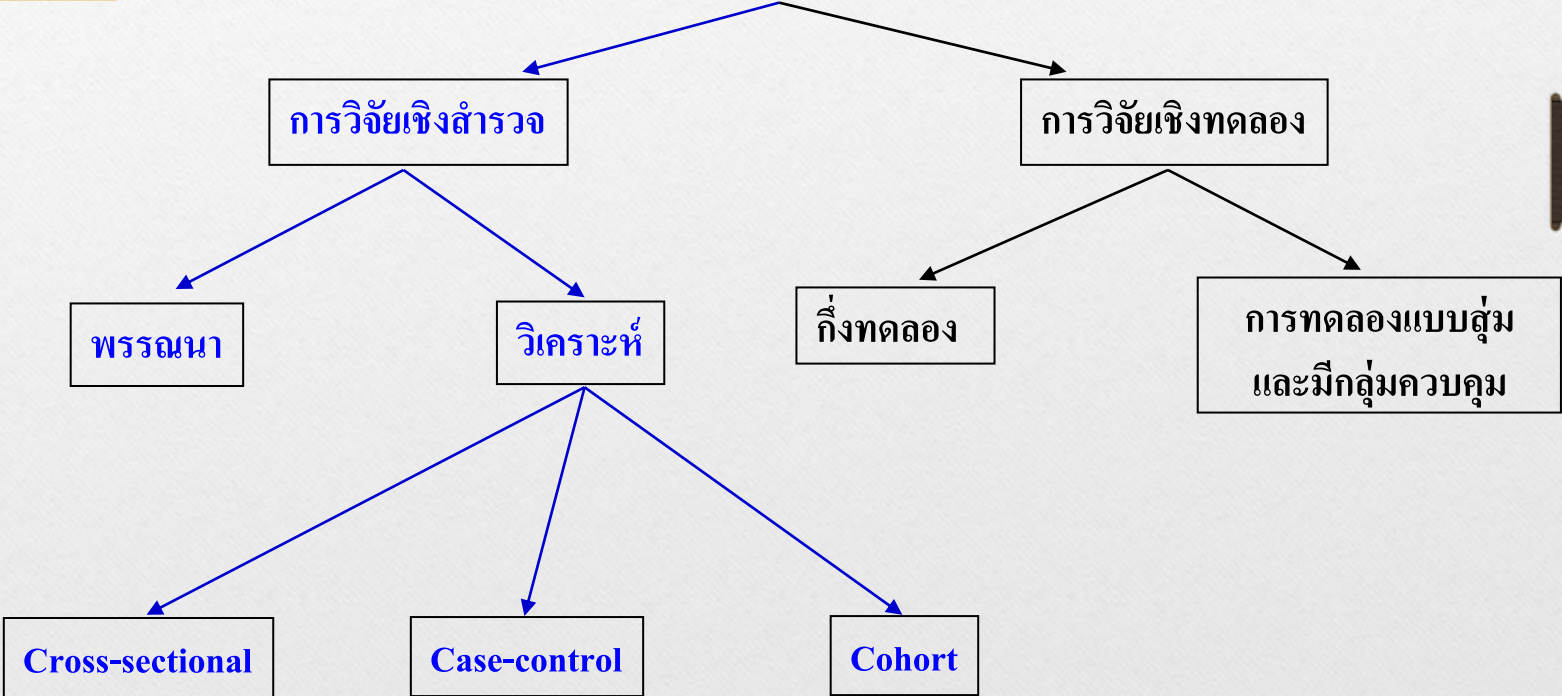 การวิจัยเชิงสำรวจ
การวิจัยเชิงทดลอง
พรรณนา
วิเคราะห์
กึ่งทดลอง
การทดลองแบบสุ่ม
และมีกลุ่มควบคุม
Cross-sectional
Case-control
Cohort